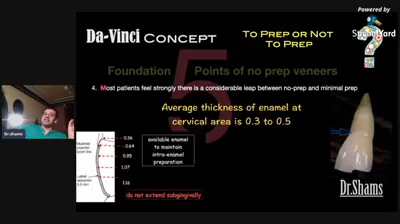 Powered by
StreamYard
Da-Vinci CONCEPT
TO PREP OR NOT
TO PREP
5
Foundation Points of no prep veneers
4. Most patients feel strongly there is a considerable leap between no-prep and minimal prep
Average thickness of enamel at
cervical area is 0.3 to 0.5
0.36
0.64
0.95
1.07
1.16
available enamel
to maintain
intra-enamel
preparation
do not extend subgingivally
Dr.shams
Dr.Shams